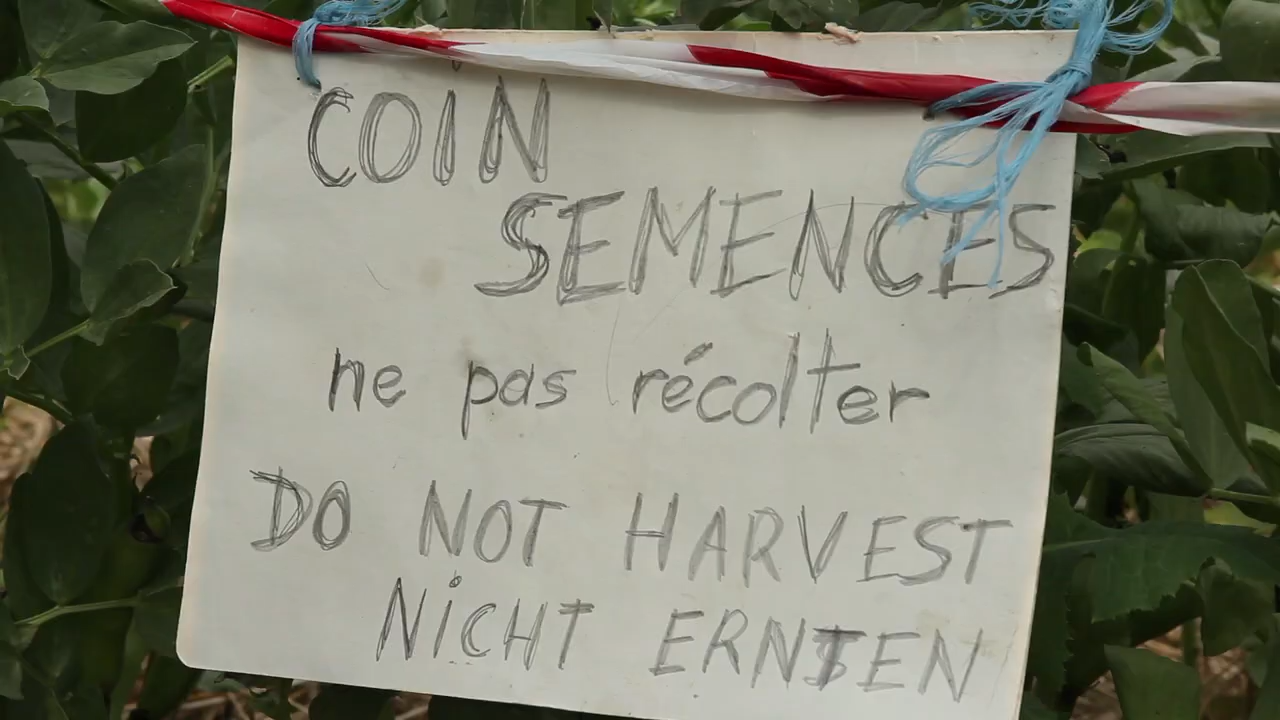 COIN
SEMENCES
ne pas récolter
DO NOT HARVEST
NiCHT ERNTEN